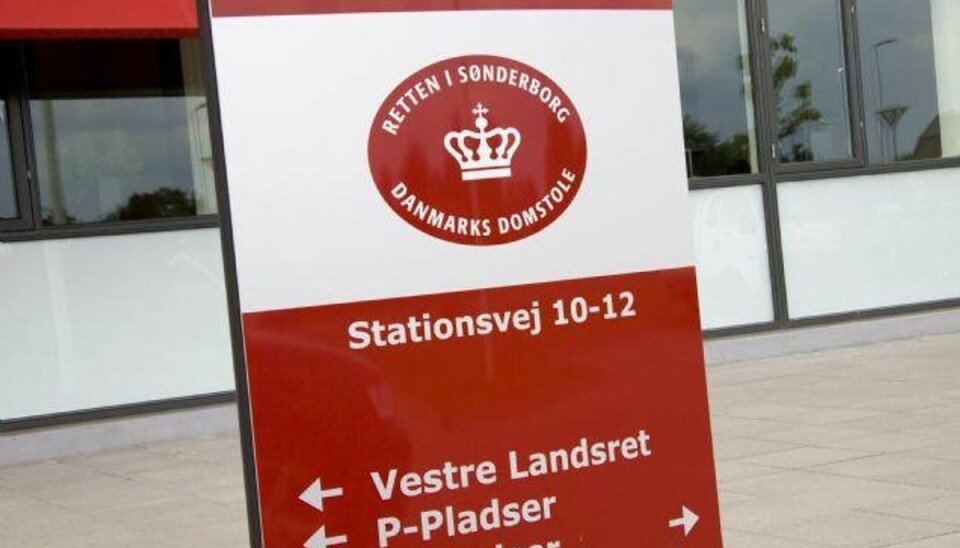 RETTEN I SØNDERBORG
DANMARKS DOMSTOLE
Stationsvej 10-12
Vestre Landsret
P-Pladser